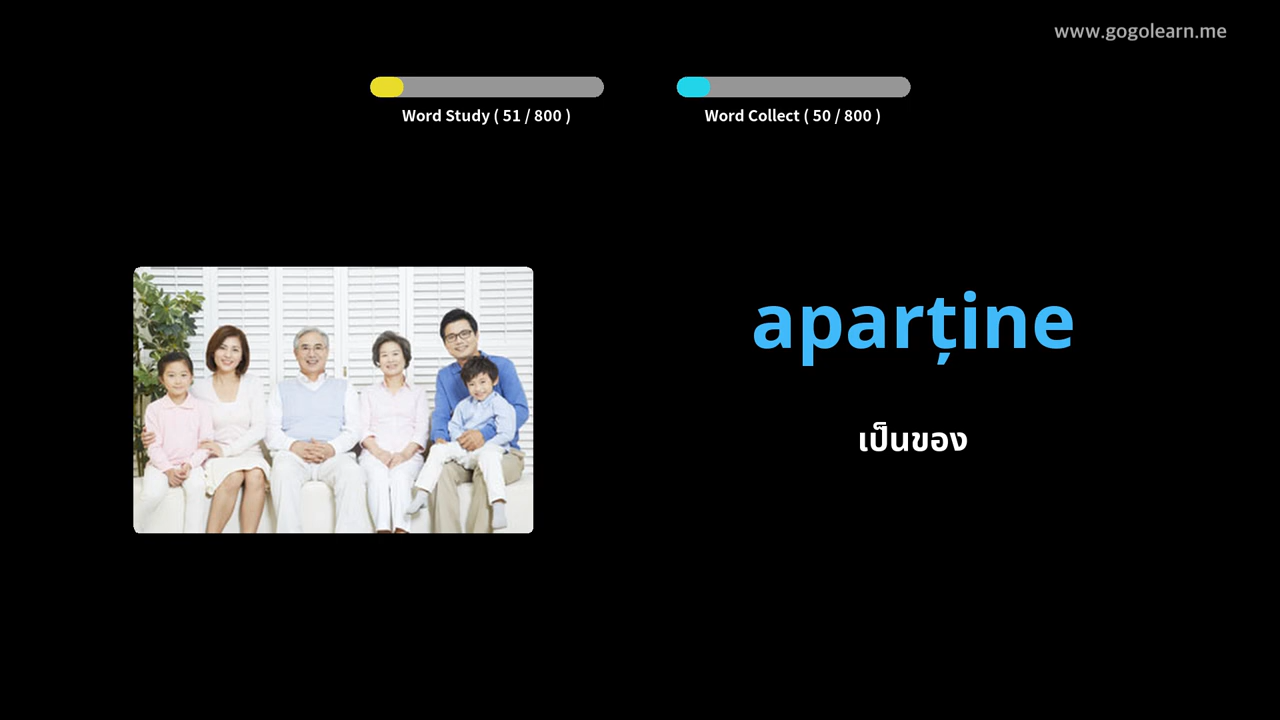 www.gogolearn.me
Word Study ( 51 / 800 )
Word Collect ( 50 / 800 )
aparține
เป็นของ